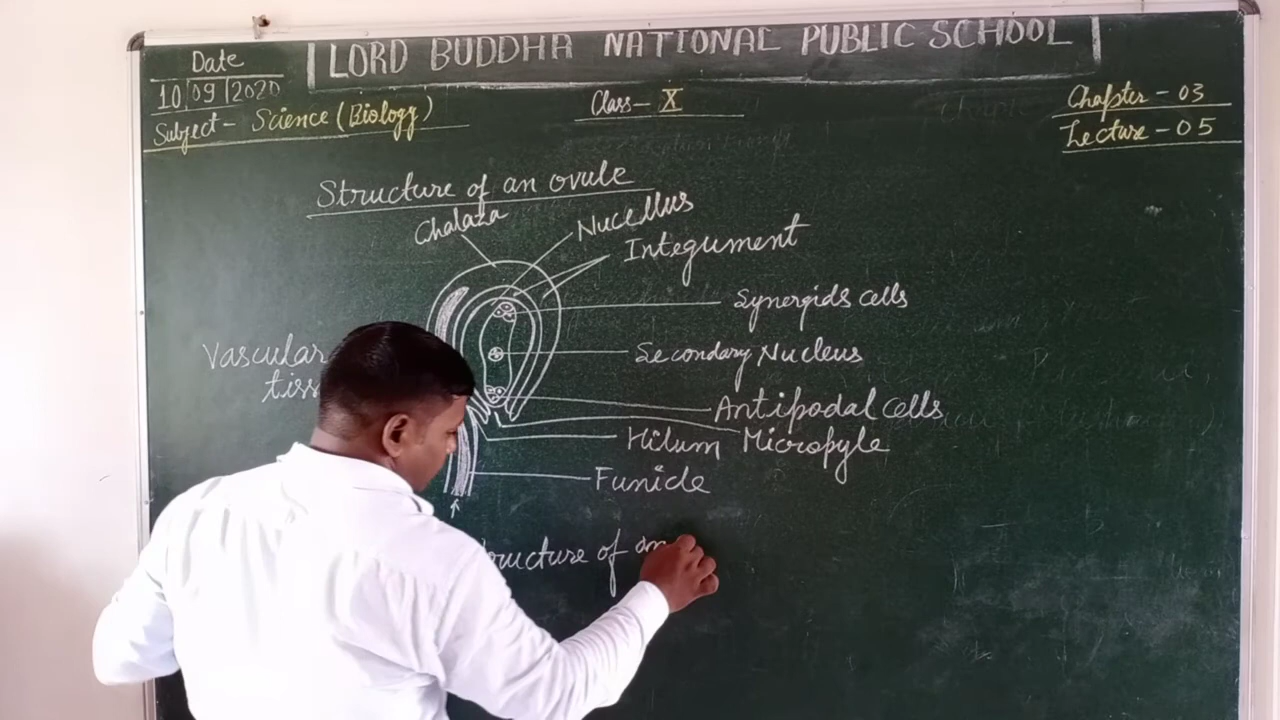 LORD BUDDHA NATIONAL PUBLIC SCHOOL
Date
10 09 2020
Subject - Science (Biology)
Class - X
Chapter - 03
Lecture - 05
Structure of an ovule
Chalaza
Nucellus
Integument
Synergids cells
Vascular
Secondary Nucleus
Antipodal cells
Hilum
Micropyle
Funicle
of an